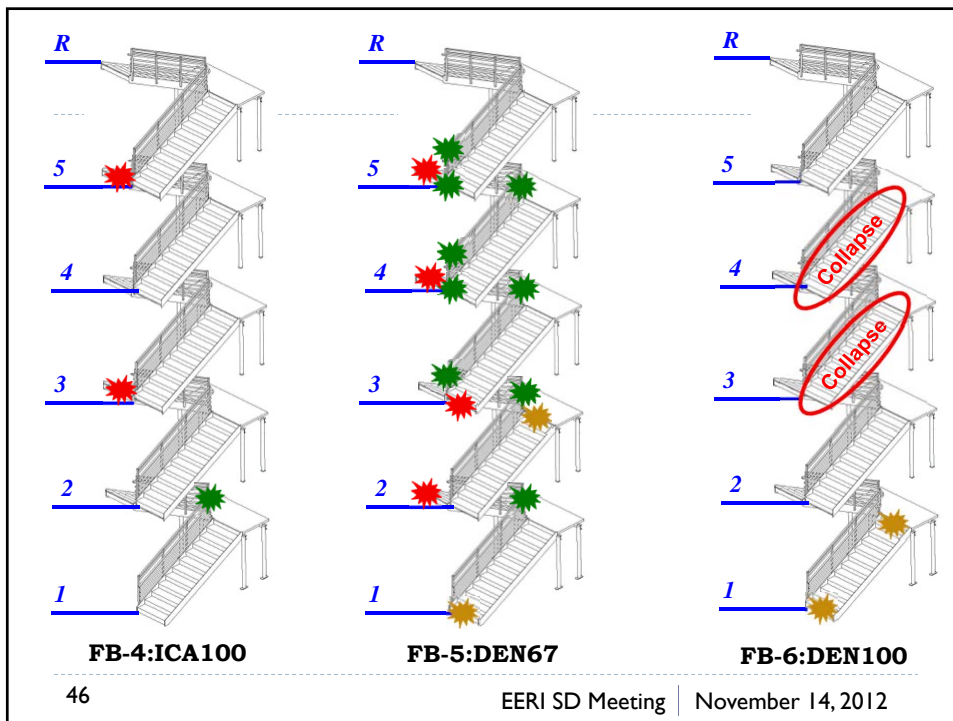 R R R
5 5 5
Collapse
4 4 4
Collapse
3 3 3
2 2 2
1 1 1
FB-4:ICA100 FB-5:DEN67 FB-6:DEN100
46 EERI SD Meeting November 14, 2012